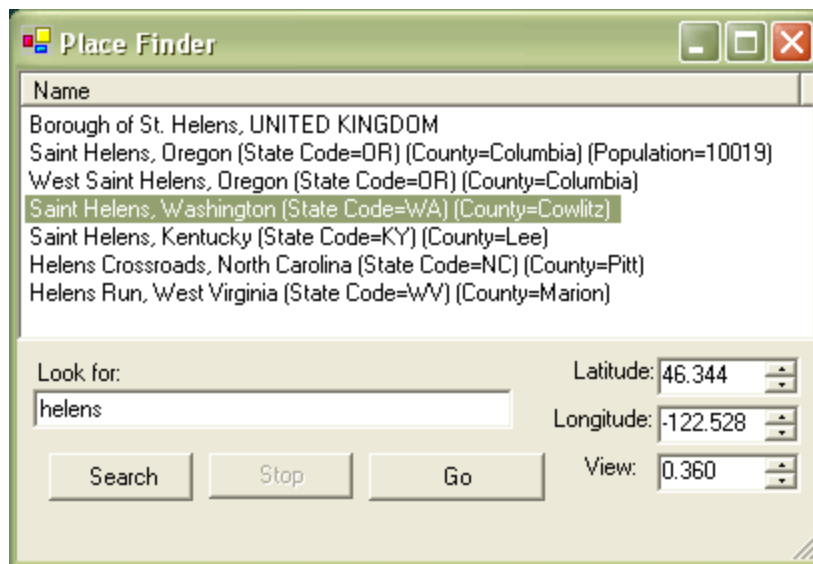 Place Finder
Name
Borough of St. Helens, UNITED KINGDOM
Saint Helens, Oregon (State Code=OR) (County=Columbia) (Population=10019)
West Saint Helens, Oregon (State Code=OR) (County=Columbia)
Saint Helens, Washington (State Code=WA) (County=Cowlitz)
Saint Helens, Kentucky (State Code=KY) (County=Lee)
Helens Crossroads, North Carolina (State Code=NC) (County=Pitt)
Helens Run, West Virginia (State Code=WV) (County=Marion)
Look for:
helens
Latitude: 46.344
Longitude: -122.528
View: 0.360
Search Stop Go